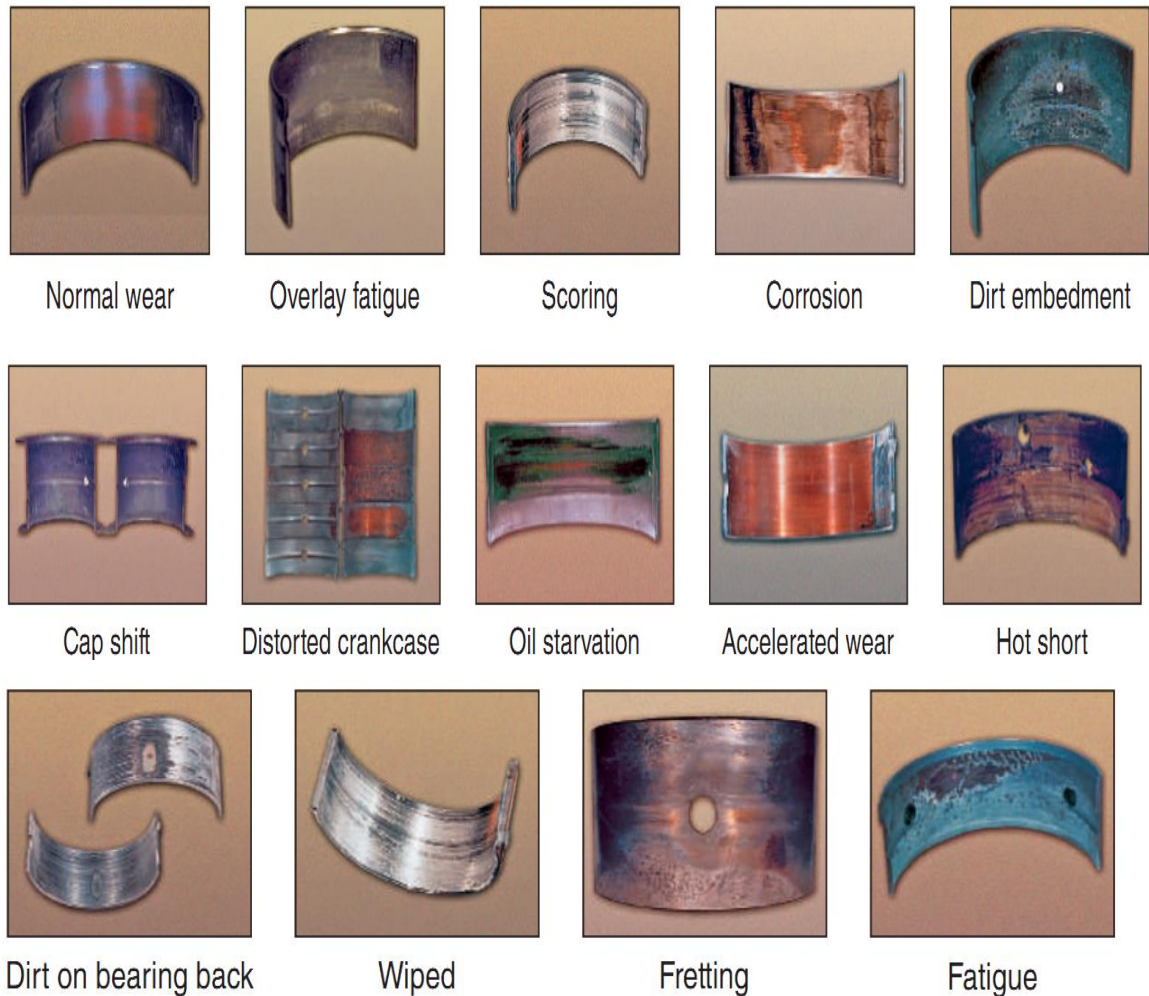 Normal wear
Overlay fatigue
Scoring
Corrosion
Dirt embedment
Cap shift
Distorted crankcase
Oil starvation
Accelerated wear
Hot short
Dirt on bearing back
Wiped
Fretting
Fatigue